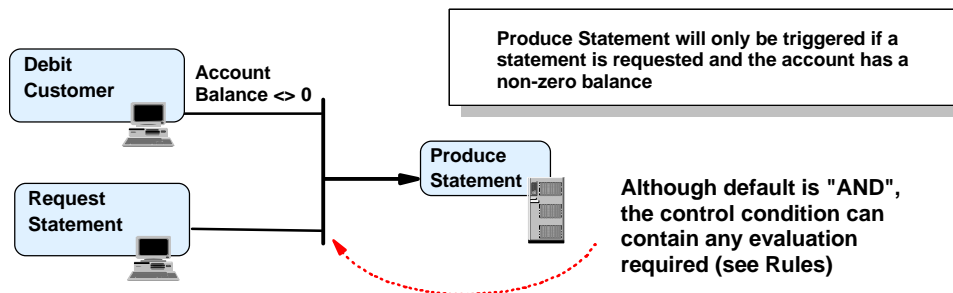 Debit
Customer
Account
Balance <> 0
Produce Statement will only be triggered if a
statement is requested and the account has a
non-zero balance
Produce
Statement
Request
Statement
Although default is "AND",
the control condition can
contain any evaluation
required (see Rules)